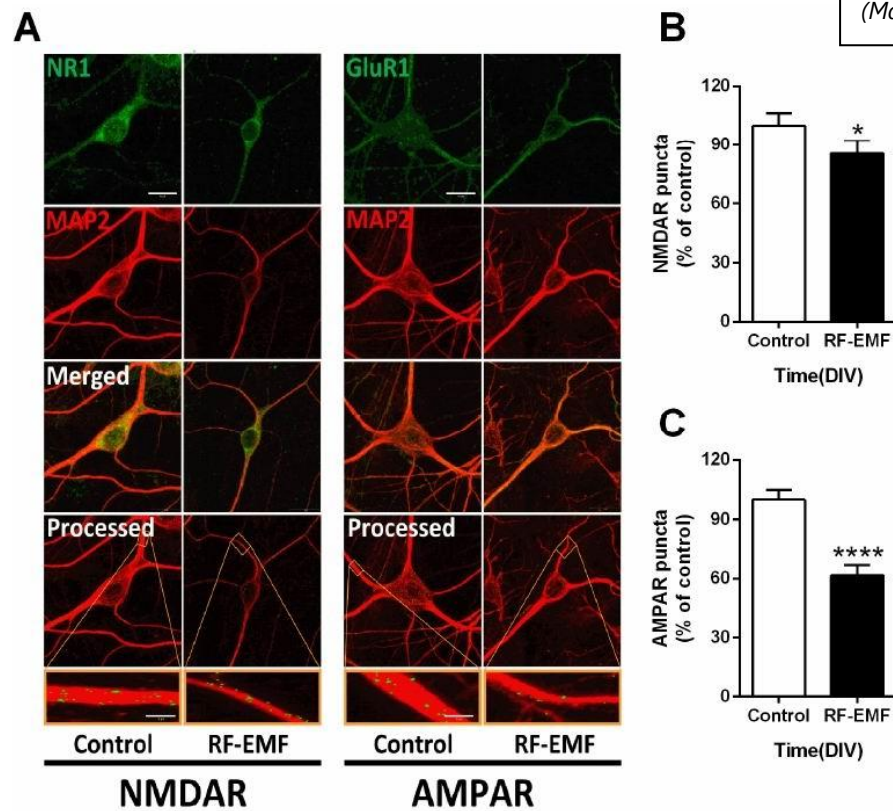 A
NR1
GluR1
MAP2
MAP2
Merged
Processed
Processed
Control
RF-EMF
Control
RF-EMF
NMDAR
AMPAR
B
120
90
60
30
0
NMDAR puncta
(% of control)
*
Control
RF-EMF
Time(DIV)
C
120
90
60
30
0
AMPAR puncta
(% of control)
****
Control
RF-EMF
Time(DIV)